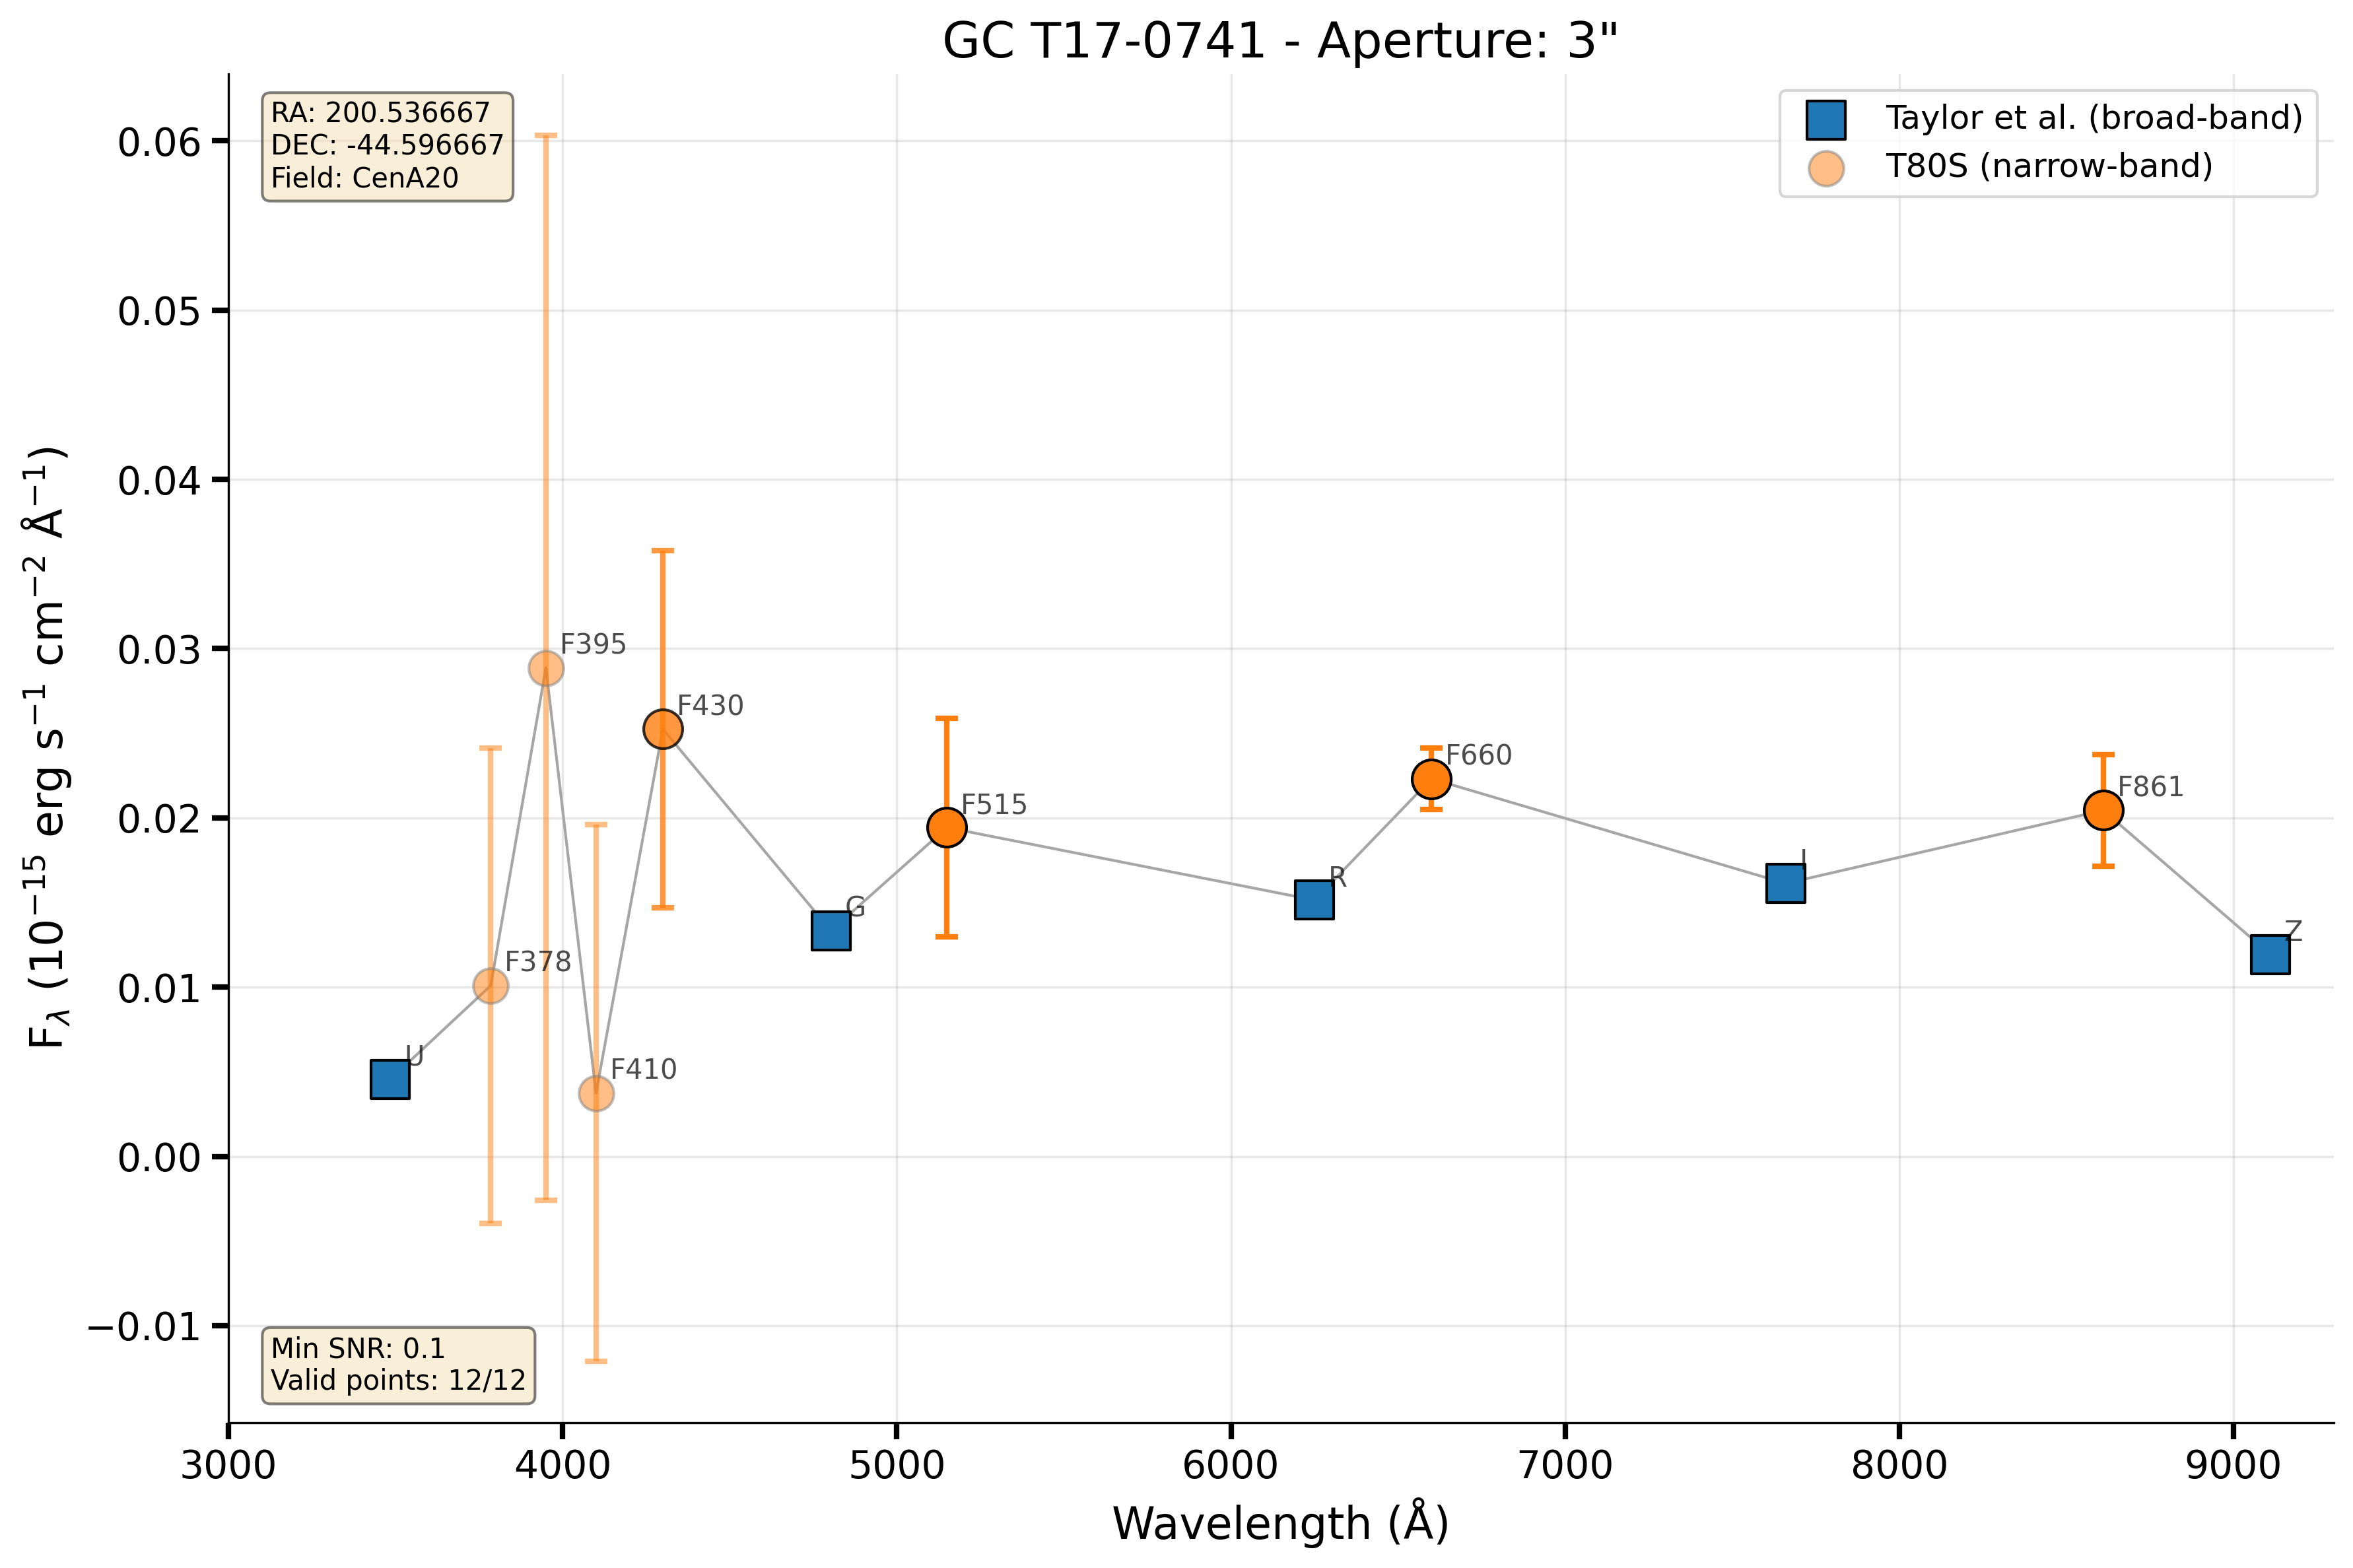 GC T17-0741 - Aperture: 3"
RA: 200.536667
DEC: -44.596667
Field: CenA20
Taylor et al. (broad-band)
T80S (narrow-band)
0.06
0.05
0.04
0.03
0.02
0.01
0.00
−0.01
F_λ (10⁻¹⁵ erg s⁻¹ cm⁻² Å⁻¹)
U
F378
F395
F410
F430
G
F515
R
F660
I
F861
Z
Min SNR: 0.1
Valid points: 12/12
3000 4000 5000 6000 7000 8000 9000
Wavelength (Å)